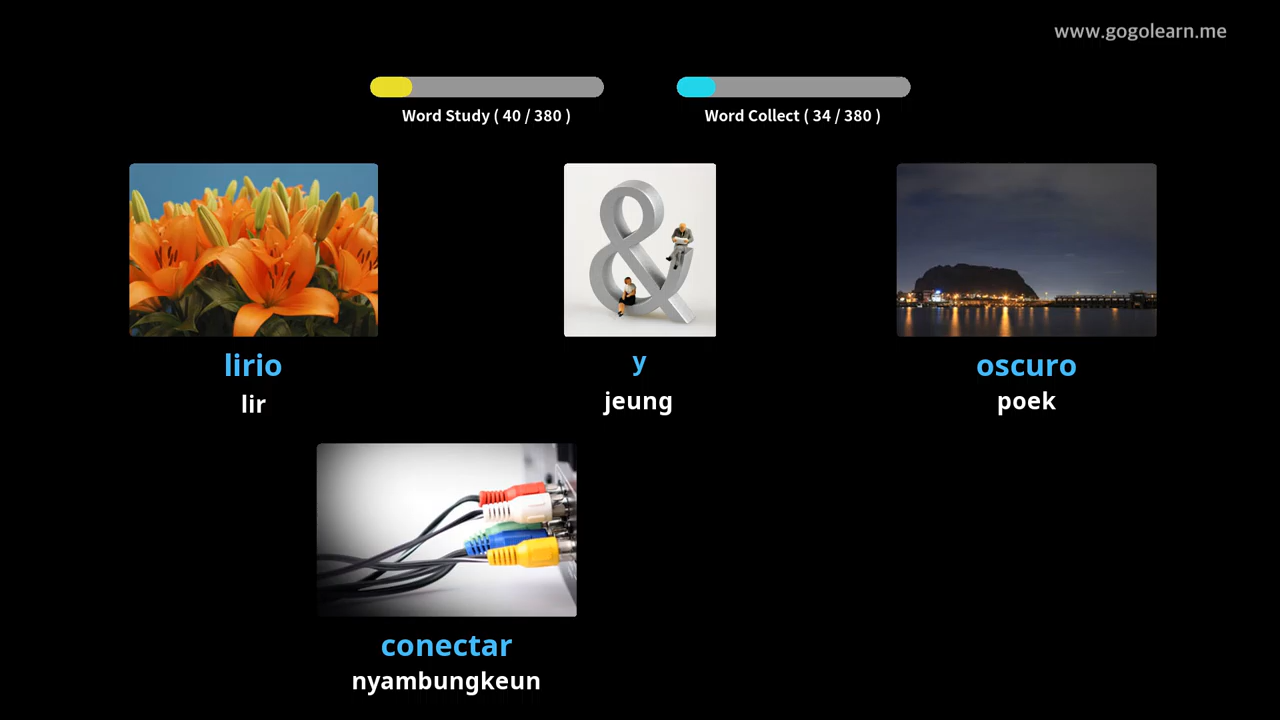 www.gogolearn.me
Word Study ( 40 / 380 )
Word Collect ( 34 / 380 )
&
lirio
lir
y
jeung
oscuro
poek
conectar
nyambungkeun